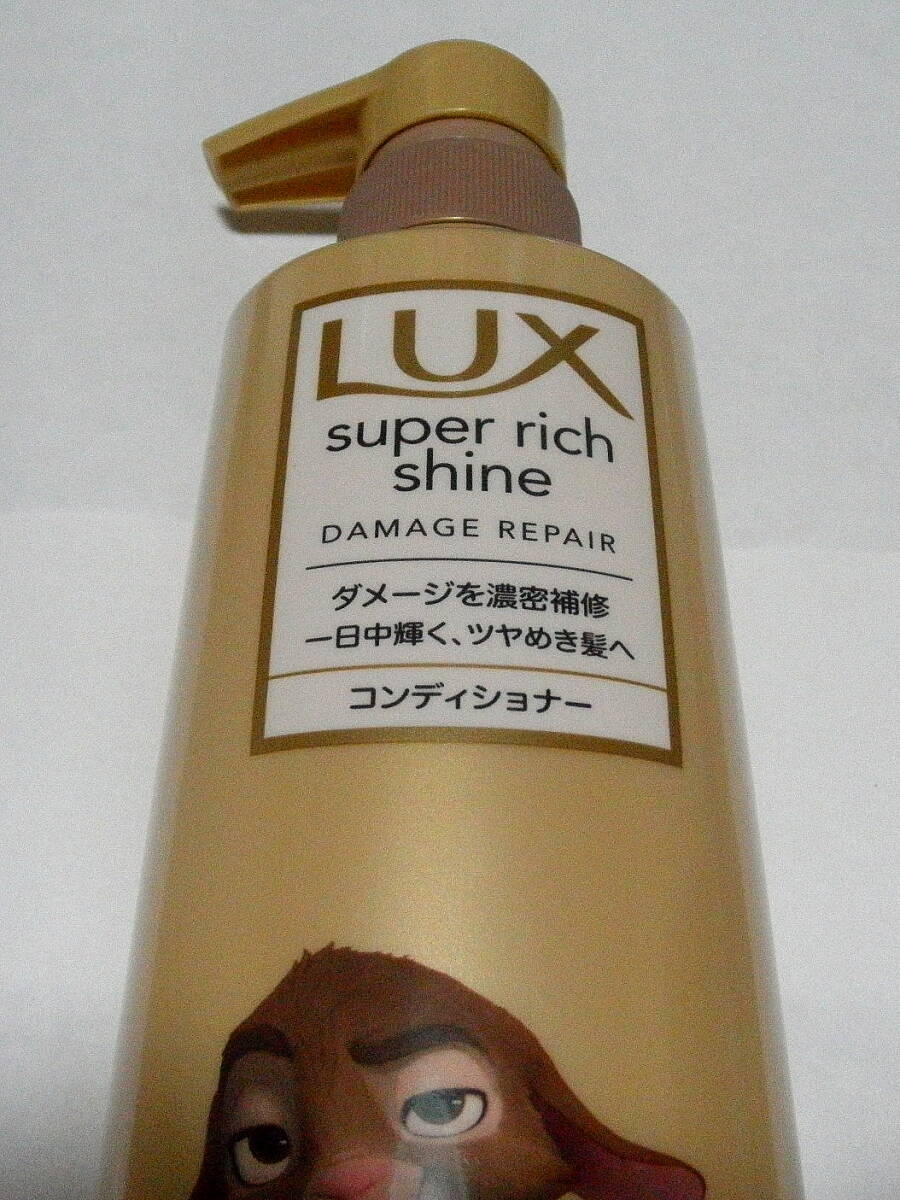 LUX
super rich
shine
DAMAGE REPAIR
ダメージを濃密補修
一日中輝く、ツヤめき髪へ
コンディショナー